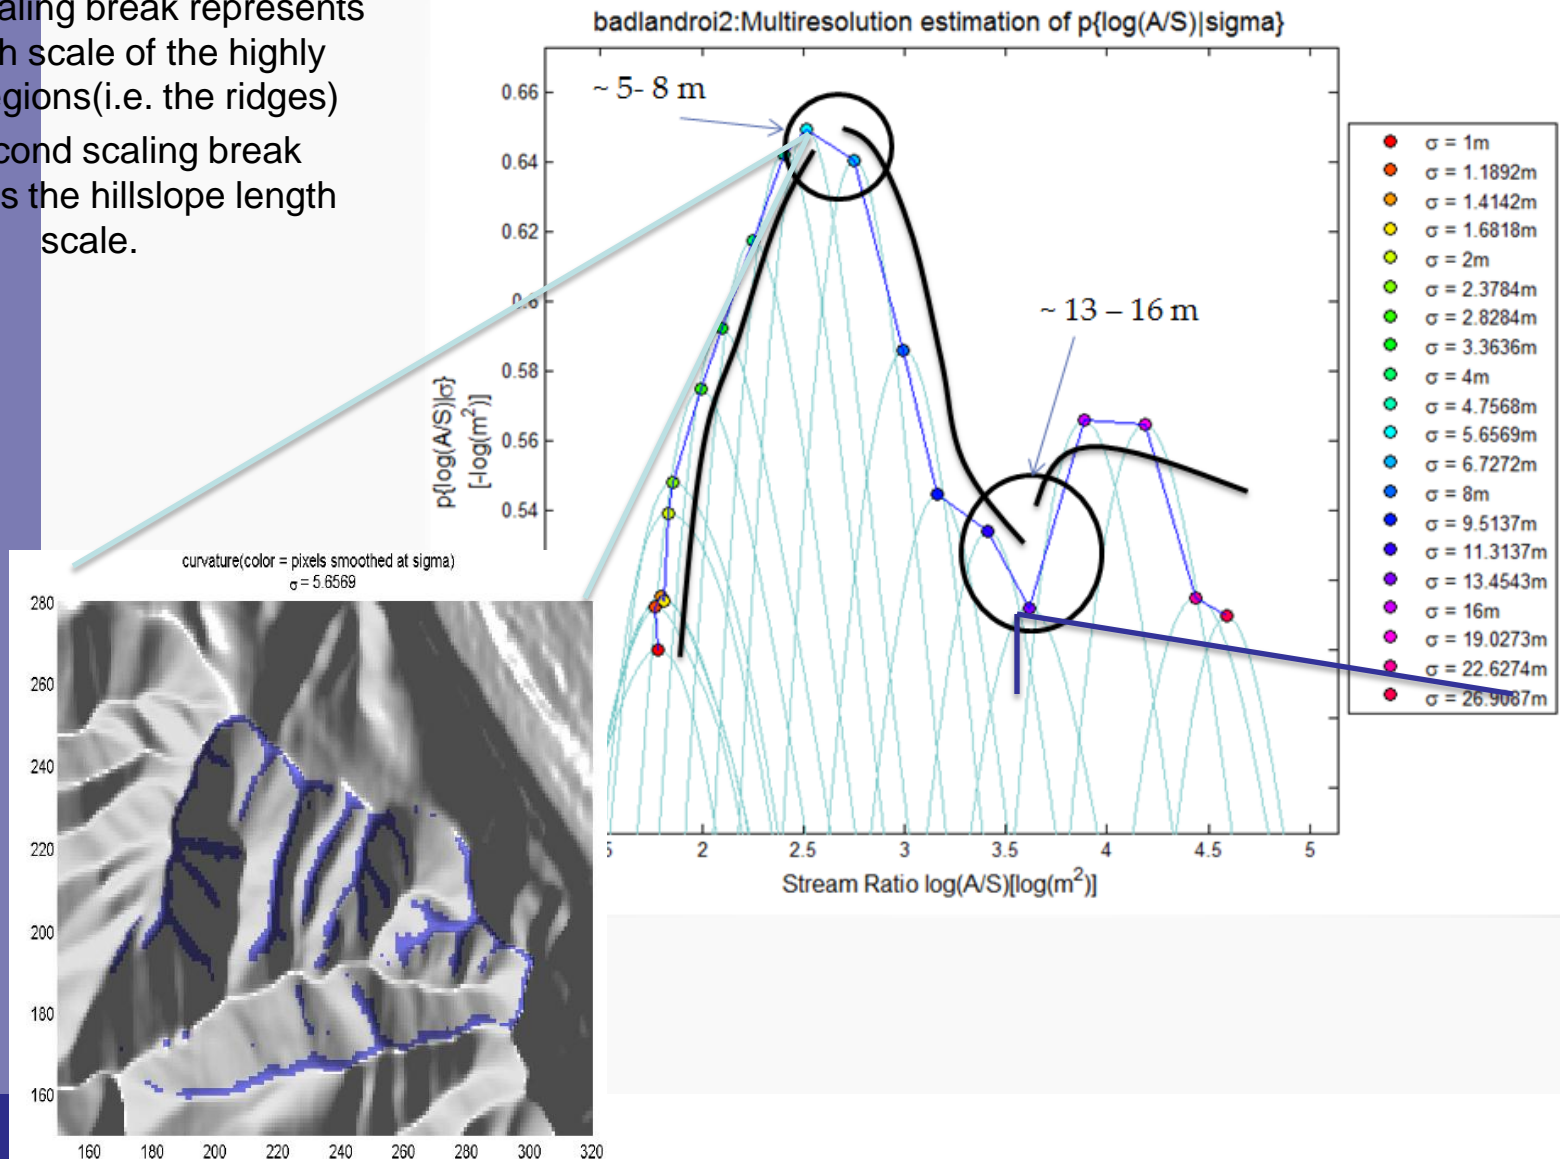 aling break represents
h scale of the highly
egions(i.e. the ridges)
cond scaling break
s the hillslope length
scale.
badlandroi2:Multiresolution estimation of p{log(A/S)|sigma}
~ 5- 8 m
~ 13 – 16 m
0.66
0.64
0.62
0.6
0.58
0.56
0.54
p{log(A/S)|σ}
[-log(m²)]
5
2
2.5
3
3.5
4
4.5
5
Stream Ratio log(A/S)[log(m²)]
σ = 1m
σ = 1.1892m
σ = 1.4142m
σ = 1.6818m
σ = 2m
σ = 2.3784m
σ = 2.8284m
σ = 3.3636m
σ = 4m
σ = 4.7568m
σ = 5.6569m
σ = 6.7272m
σ = 8m
σ = 9.5137m
σ = 11.3137m
σ = 13.4543m
σ = 16m
σ = 19.0273m
σ = 22.6274m
σ = 26.9087m
curvature(color = pixels smoothed at sigma)
σ = 5.6569
280
260
240
220
200
180
160
160
180
200
220
240
260
280
300
320